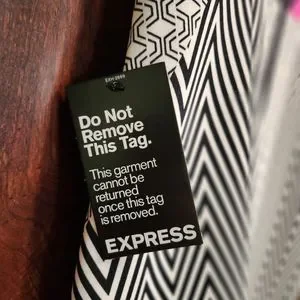 Do Not
Remove
This Tag.
This garment
cannot be
returned
once this tag
is removed.
EXPRESS